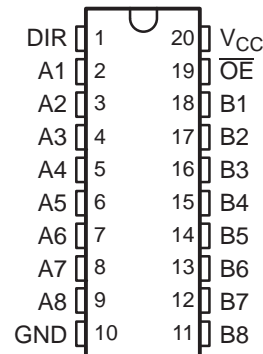 DIR 1 20 V_CC
A1 2 19 O̅E̅
A2 3 18 B1
A3 4 17 B2
A4 5 16 B3
A5 6 15 B4
A6 7 14 B5
A7 8 13 B6
A8 9 12 B7
GND 10 11 B8